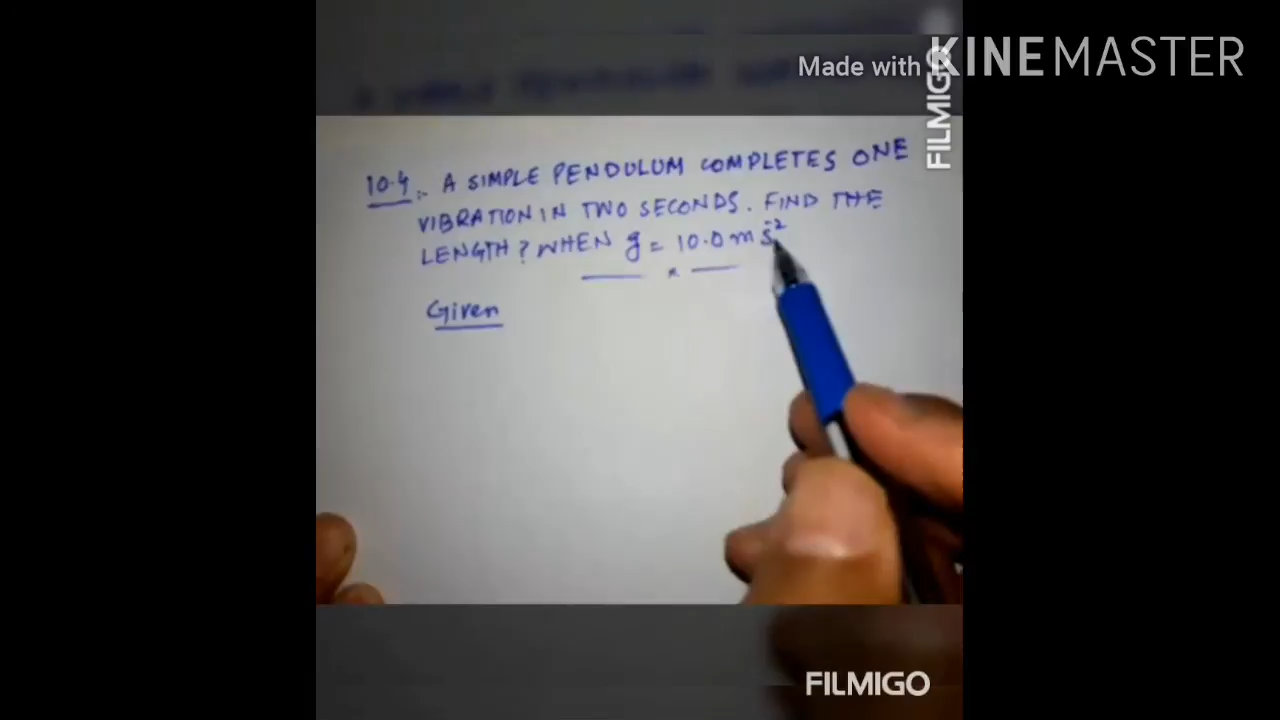 Made with KINEMASTER
FILMIGO
10.4:. A SIMPLE PENDULUM COMPLETES ONE
VIBRATION IN TWO SECONDS. FIND THE
LENGTH? WHEN g = 10.0 m s⁻²
Given
FILMIGO